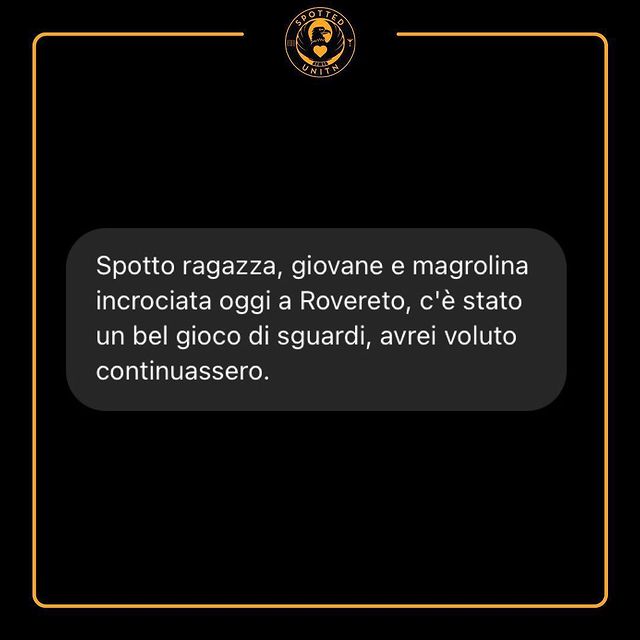 SPOTTED
UNITN
Spotto ragazza, giovane e magrolina
incrociata oggi a Rovereto, c'è stato
un bel gioco di sguardi, avrei voluto
continuassero.